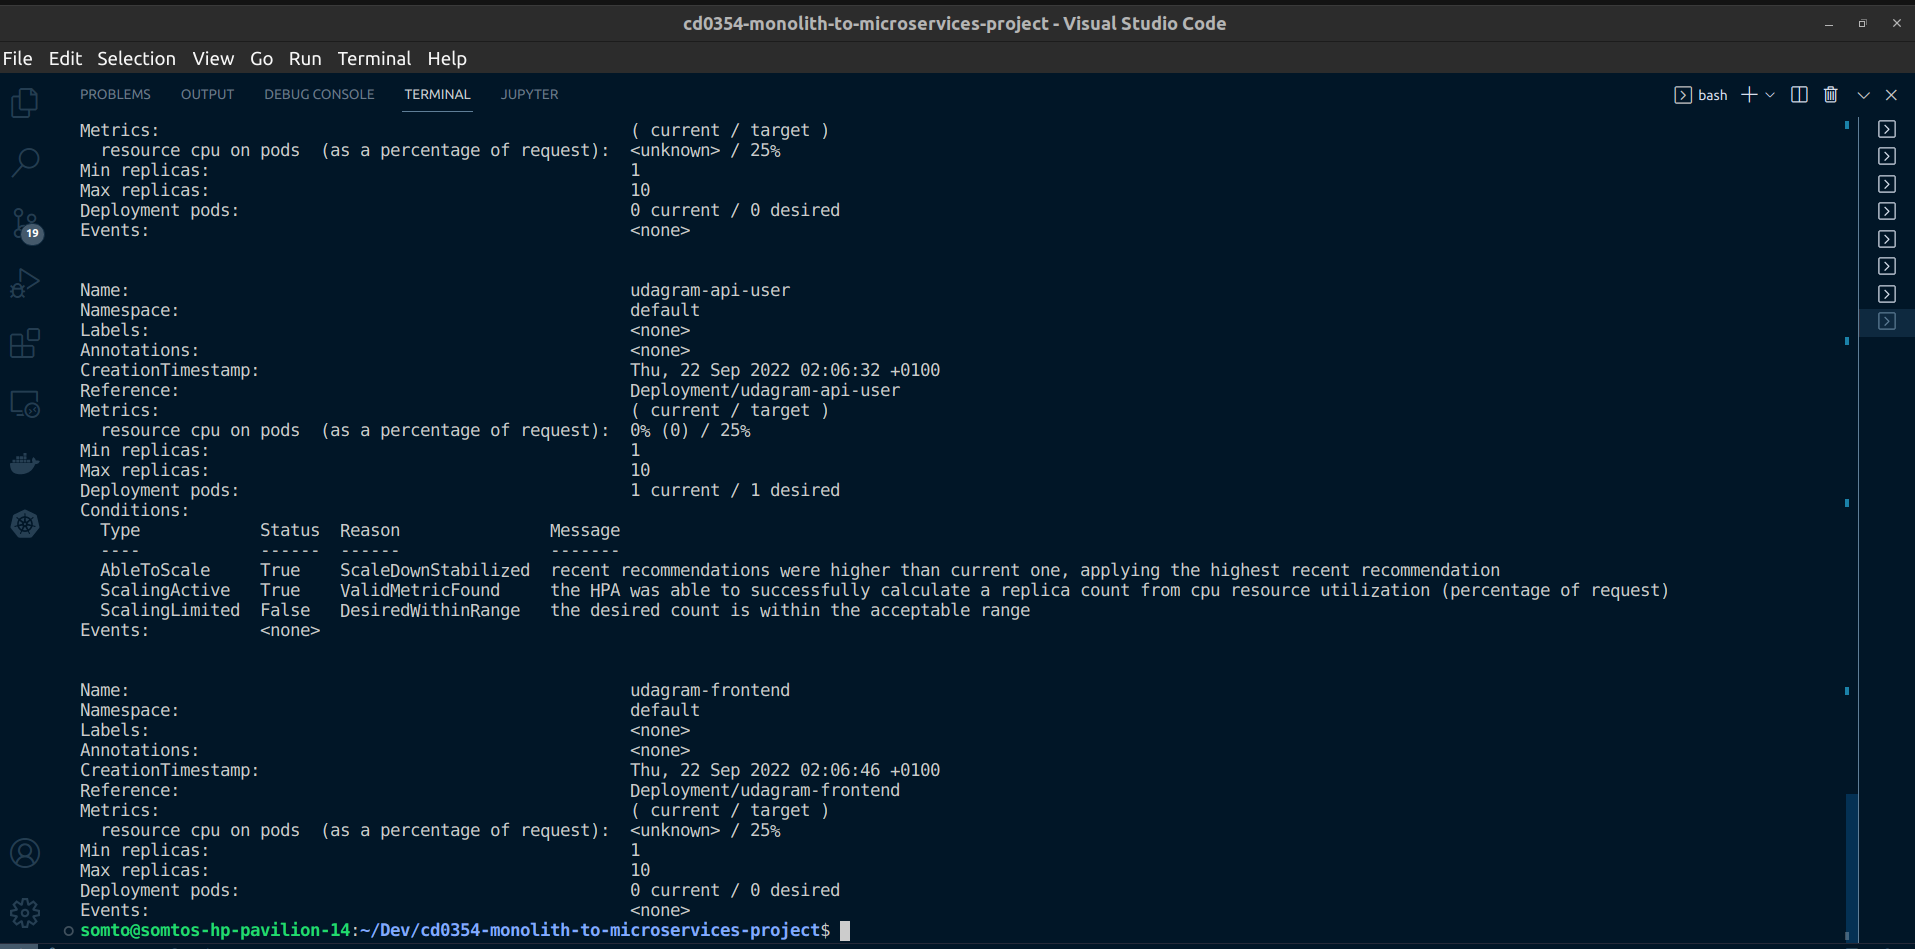 cd0354-monolith-to-microservices-project - Visual Studio Code
File Edit Selection View Go Run Terminal Help
PROBLEMS OUTPUT DEBUG CONSOLE TERMINAL JUPYTER bash
Metrics: ( current / target )
resource cpu on pods (as a percentage of request): <unknown> / 25%
Min replicas: 1
Max replicas: 10
Deployment pods: 0 current / 0 desired
Events: <none>
19
Name: udagram-api-user
Namespace: default
Labels: <none>
Annotations: <none>
CreationTimestamp: Thu, 22 Sep 2022 02:06:32 +0100
Reference: Deployment/udagram-api-user
Metrics: ( current / target )
resource cpu on pods (as a percentage of request): 0% (0) / 25%
Min replicas: 1
Max replicas: 10
Deployment pods: 1 current / 1 desired
Conditions:
Type Status Reason Message
---- ------ ------ -------
AbleToScale True ScaleDownStabilized recent recommendations were higher than current one, applying the highest recent recommendation
ScalingActive True ValidMetricFound the HPA was able to successfully calculate a replica count from cpu resource utilization (percentage of request)
ScalingLimited False DesiredWithinRange the desired count is within the acceptable range
Events: <none>
Name: udagram-frontend
Namespace: default
Labels: <none>
Annotations: <none>
CreationTimestamp: Thu, 22 Sep 2022 02:06:46 +0100
Reference: Deployment/udagram-frontend
Metrics: ( current / target )
resource cpu on pods (as a percentage of request): <unknown> / 25%
Min replicas: 1
Max replicas: 10
Deployment pods: 0 current / 0 desired
Events: <none>
somto@somtos-hp-pavilion-14:~/Dev/cd0354-monolith-to-microservices-project$